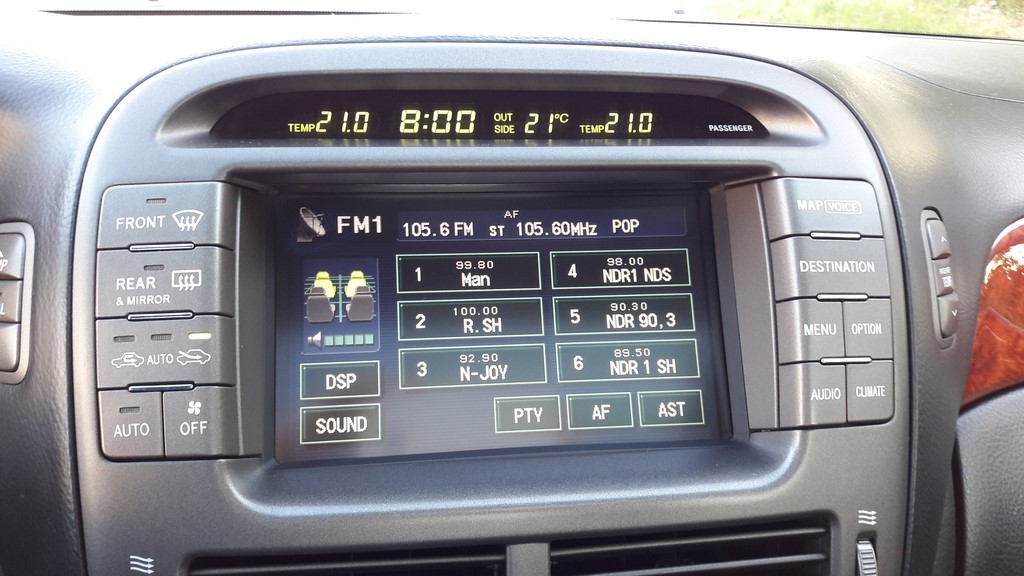 TEMP 21.0 8:00 OUT SIDE 21°C TEMP 21.0 PASSENGER
FRONT
REAR
& MIRROR
AUTO
AUTO OFF
FM1
AF
105.6 FM ST 105.60MHz POP
1 99.80 Man
2 100.00 R.SH
3 92.90 N-JOY
4 98.00 NDR1 NDS
5 90.30 NDR 90,3
6 89.50 NDR 1 SH
DSP
SOUND
PTY AF AST
MAP VOICE
DESTINATION
MENU OPTION
AUDIO CLIMATE